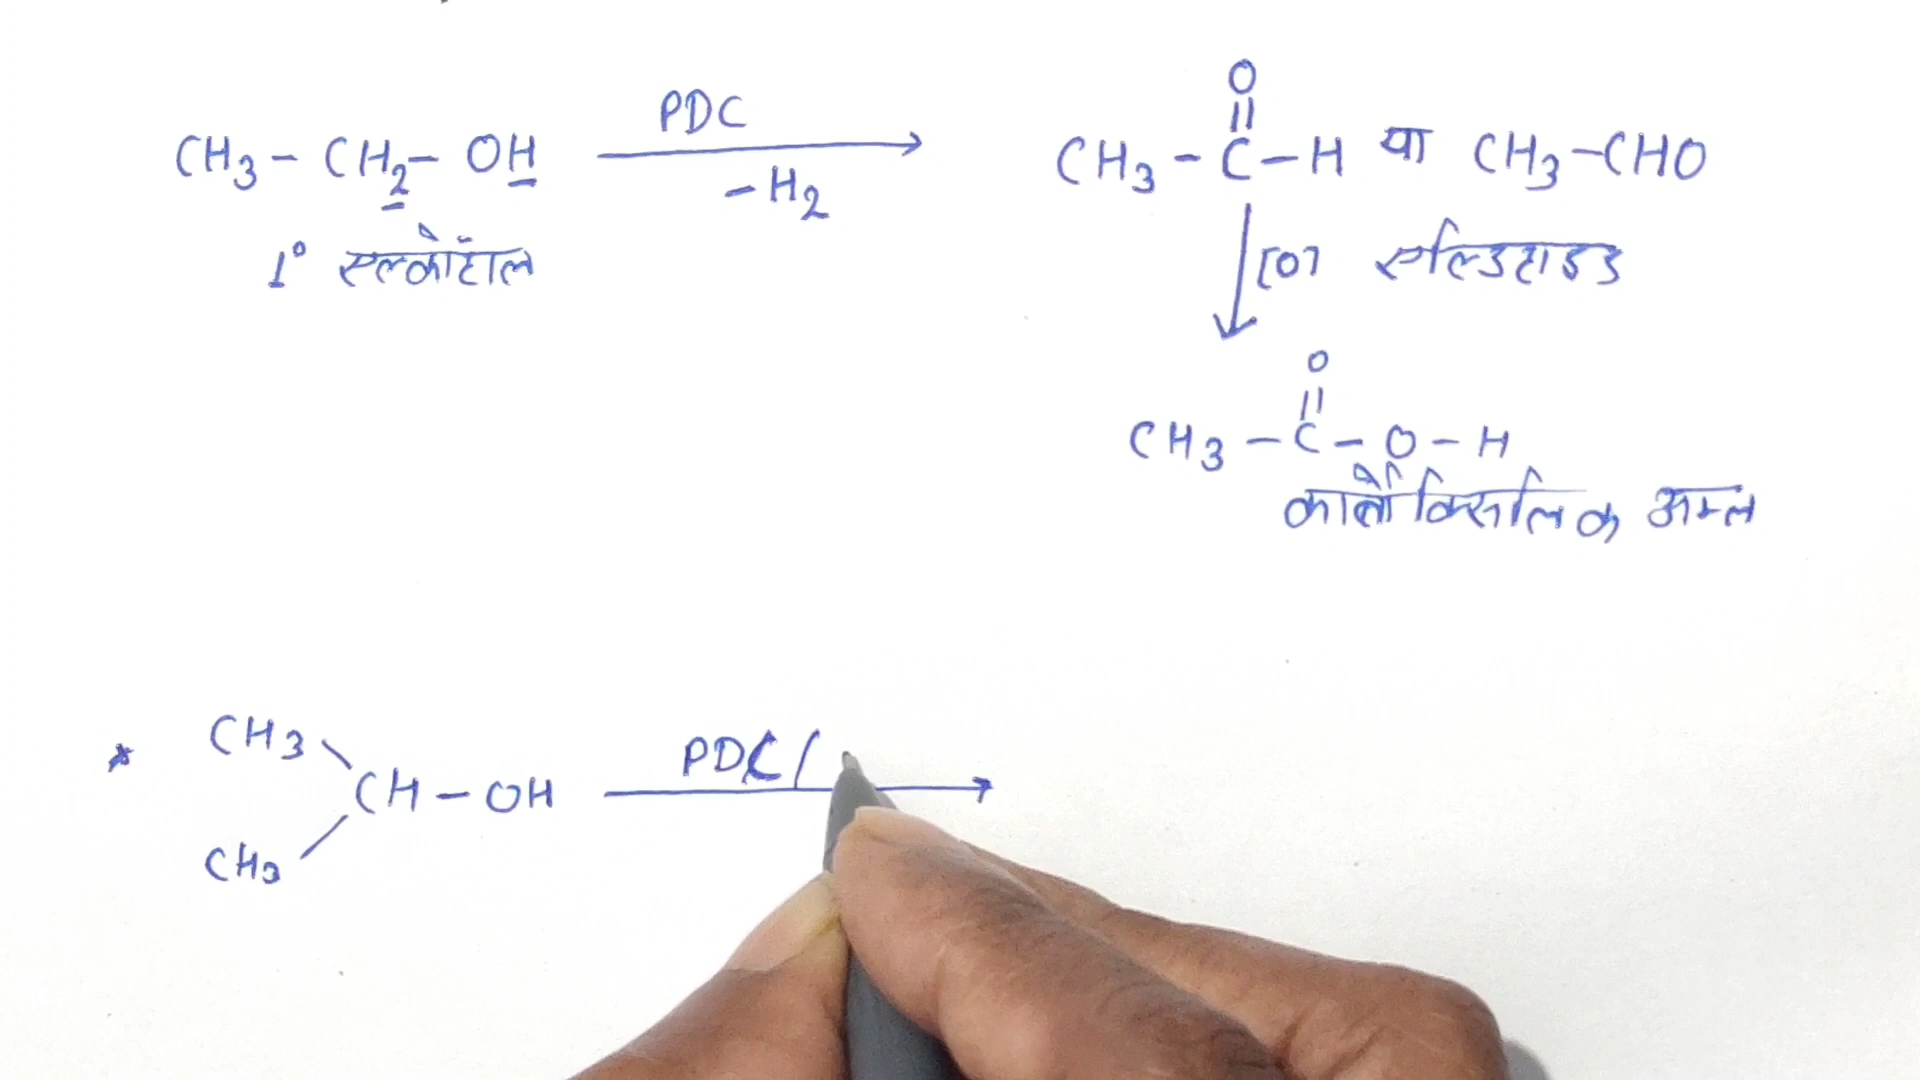 O
CH3 - CH2 - OH PDC -H2 CH3 - C - H या CH3-CHO
1° एल्कोहॉल [O] एल्डिहाइड
O
CH3 - C - O - H
कार्बोक्सिलिक अम्ल
* CH3 CH - OH PDC/
CH3